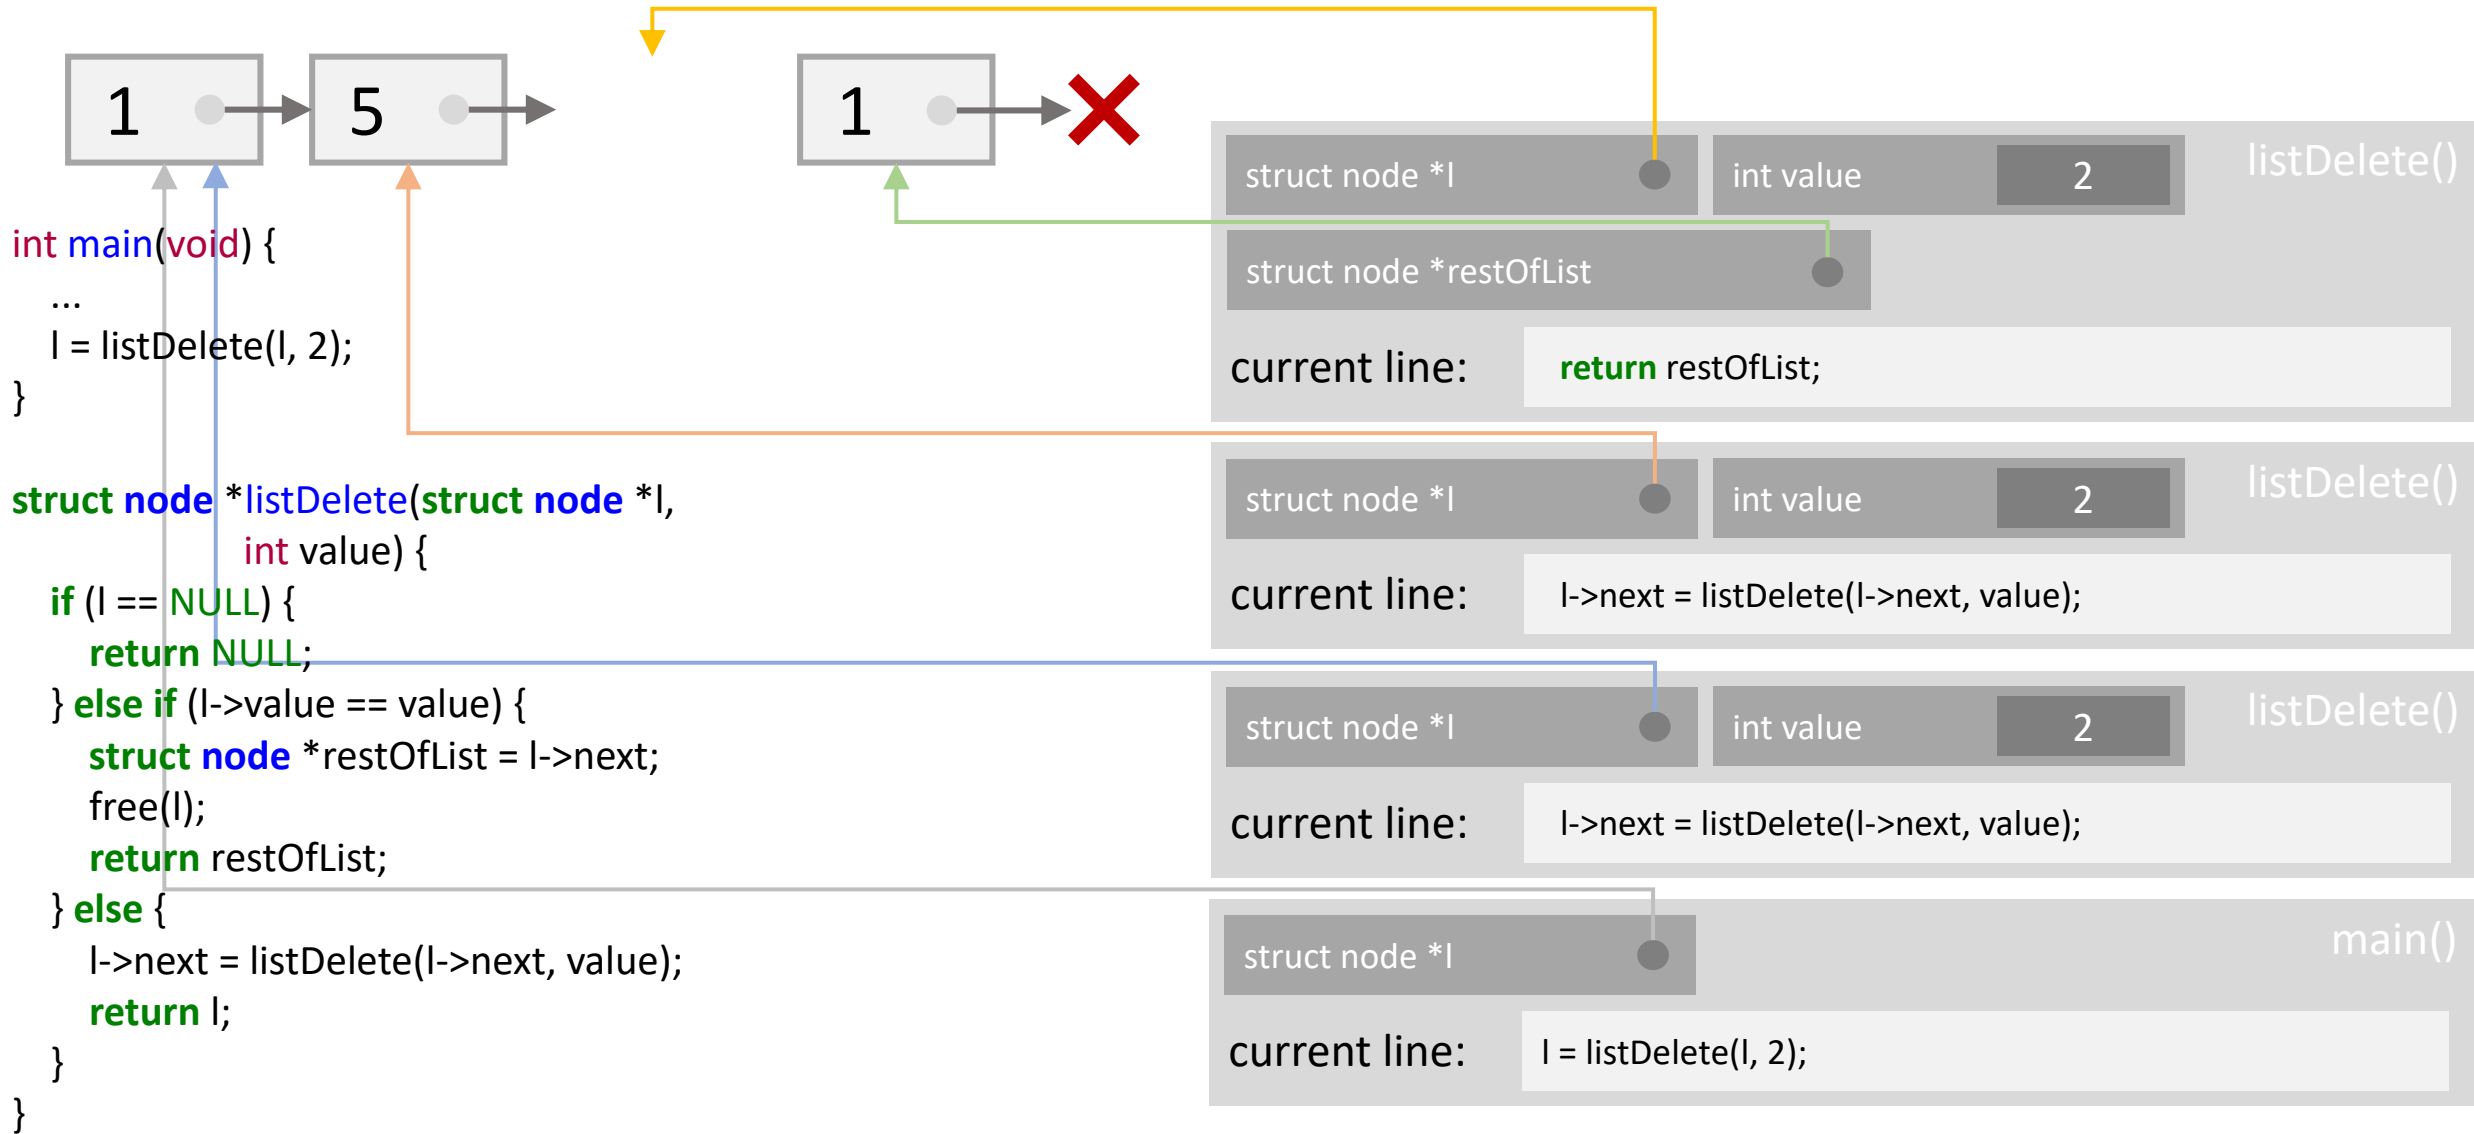 1
5
1
int main(void) {
...
l = listDelete(l, 2);
}
struct node *listDelete(struct node *l,
int value) {
if (l == NULL) {
return NULL;
} else if (l->value == value) {
struct node *restOfList = l->next;
free(l);
return restOfList;
} else {
l->next = listDelete(l->next, value);
return l;
}
}
listDelete()
struct node *l
int value
2
struct node *restOfList
current line:
return restOfList;
listDelete()
struct node *l
int value
2
current line:
l->next = listDelete(l->next, value);
listDelete()
struct node *l
int value
2
current line:
l->next = listDelete(l->next, value);
main()
struct node *l
current line:
l = listDelete(l, 2);